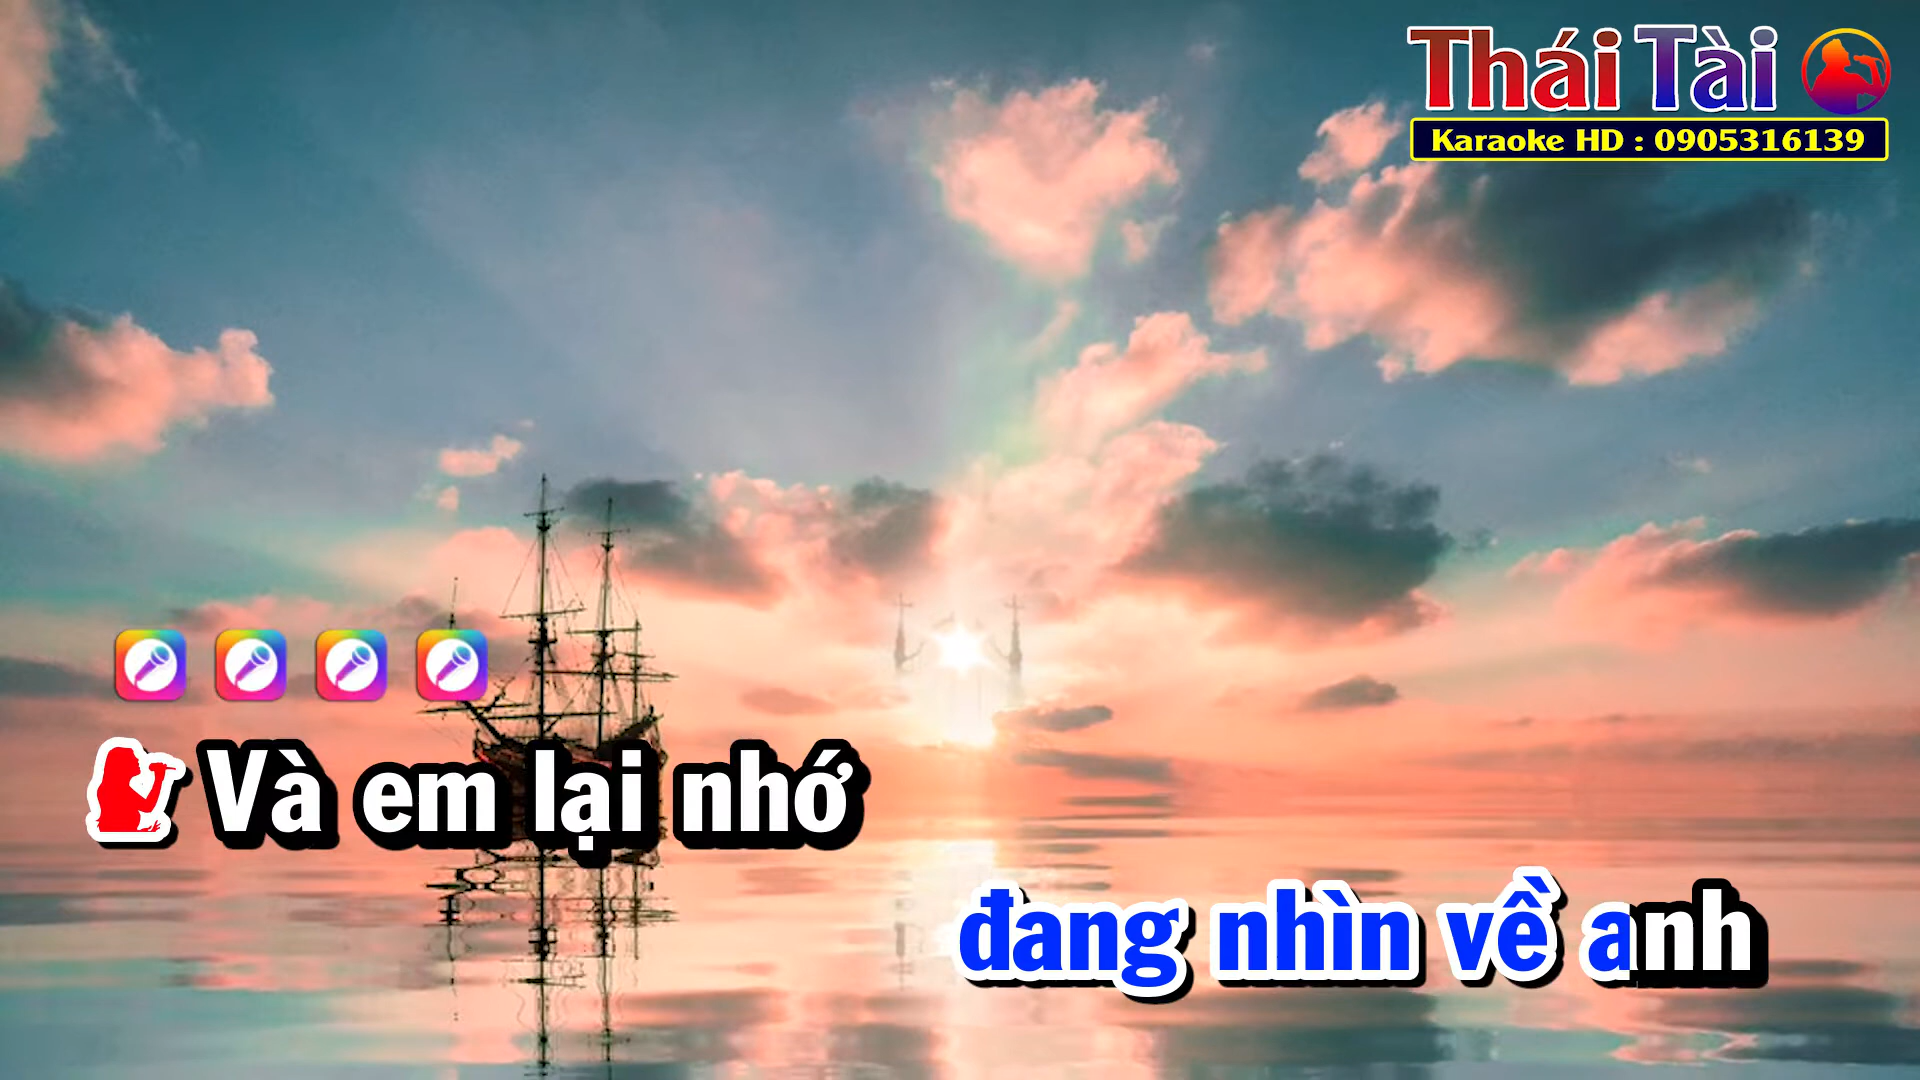 Thái Tài
Karaoke HD : 0905316139
Và em lại nhớ
đang nhìn về anh